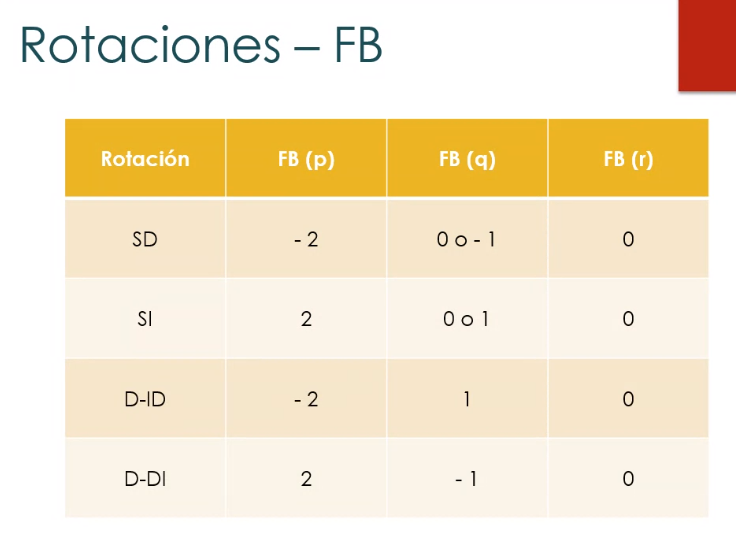 Rotaciones – FB
Rotación FB (p) FB (q) FB (r)
SD - 2 0 o - 1 0
SI 2 0 o 1 0
D-ID - 2 1 0
D-DI 2 - 1 0